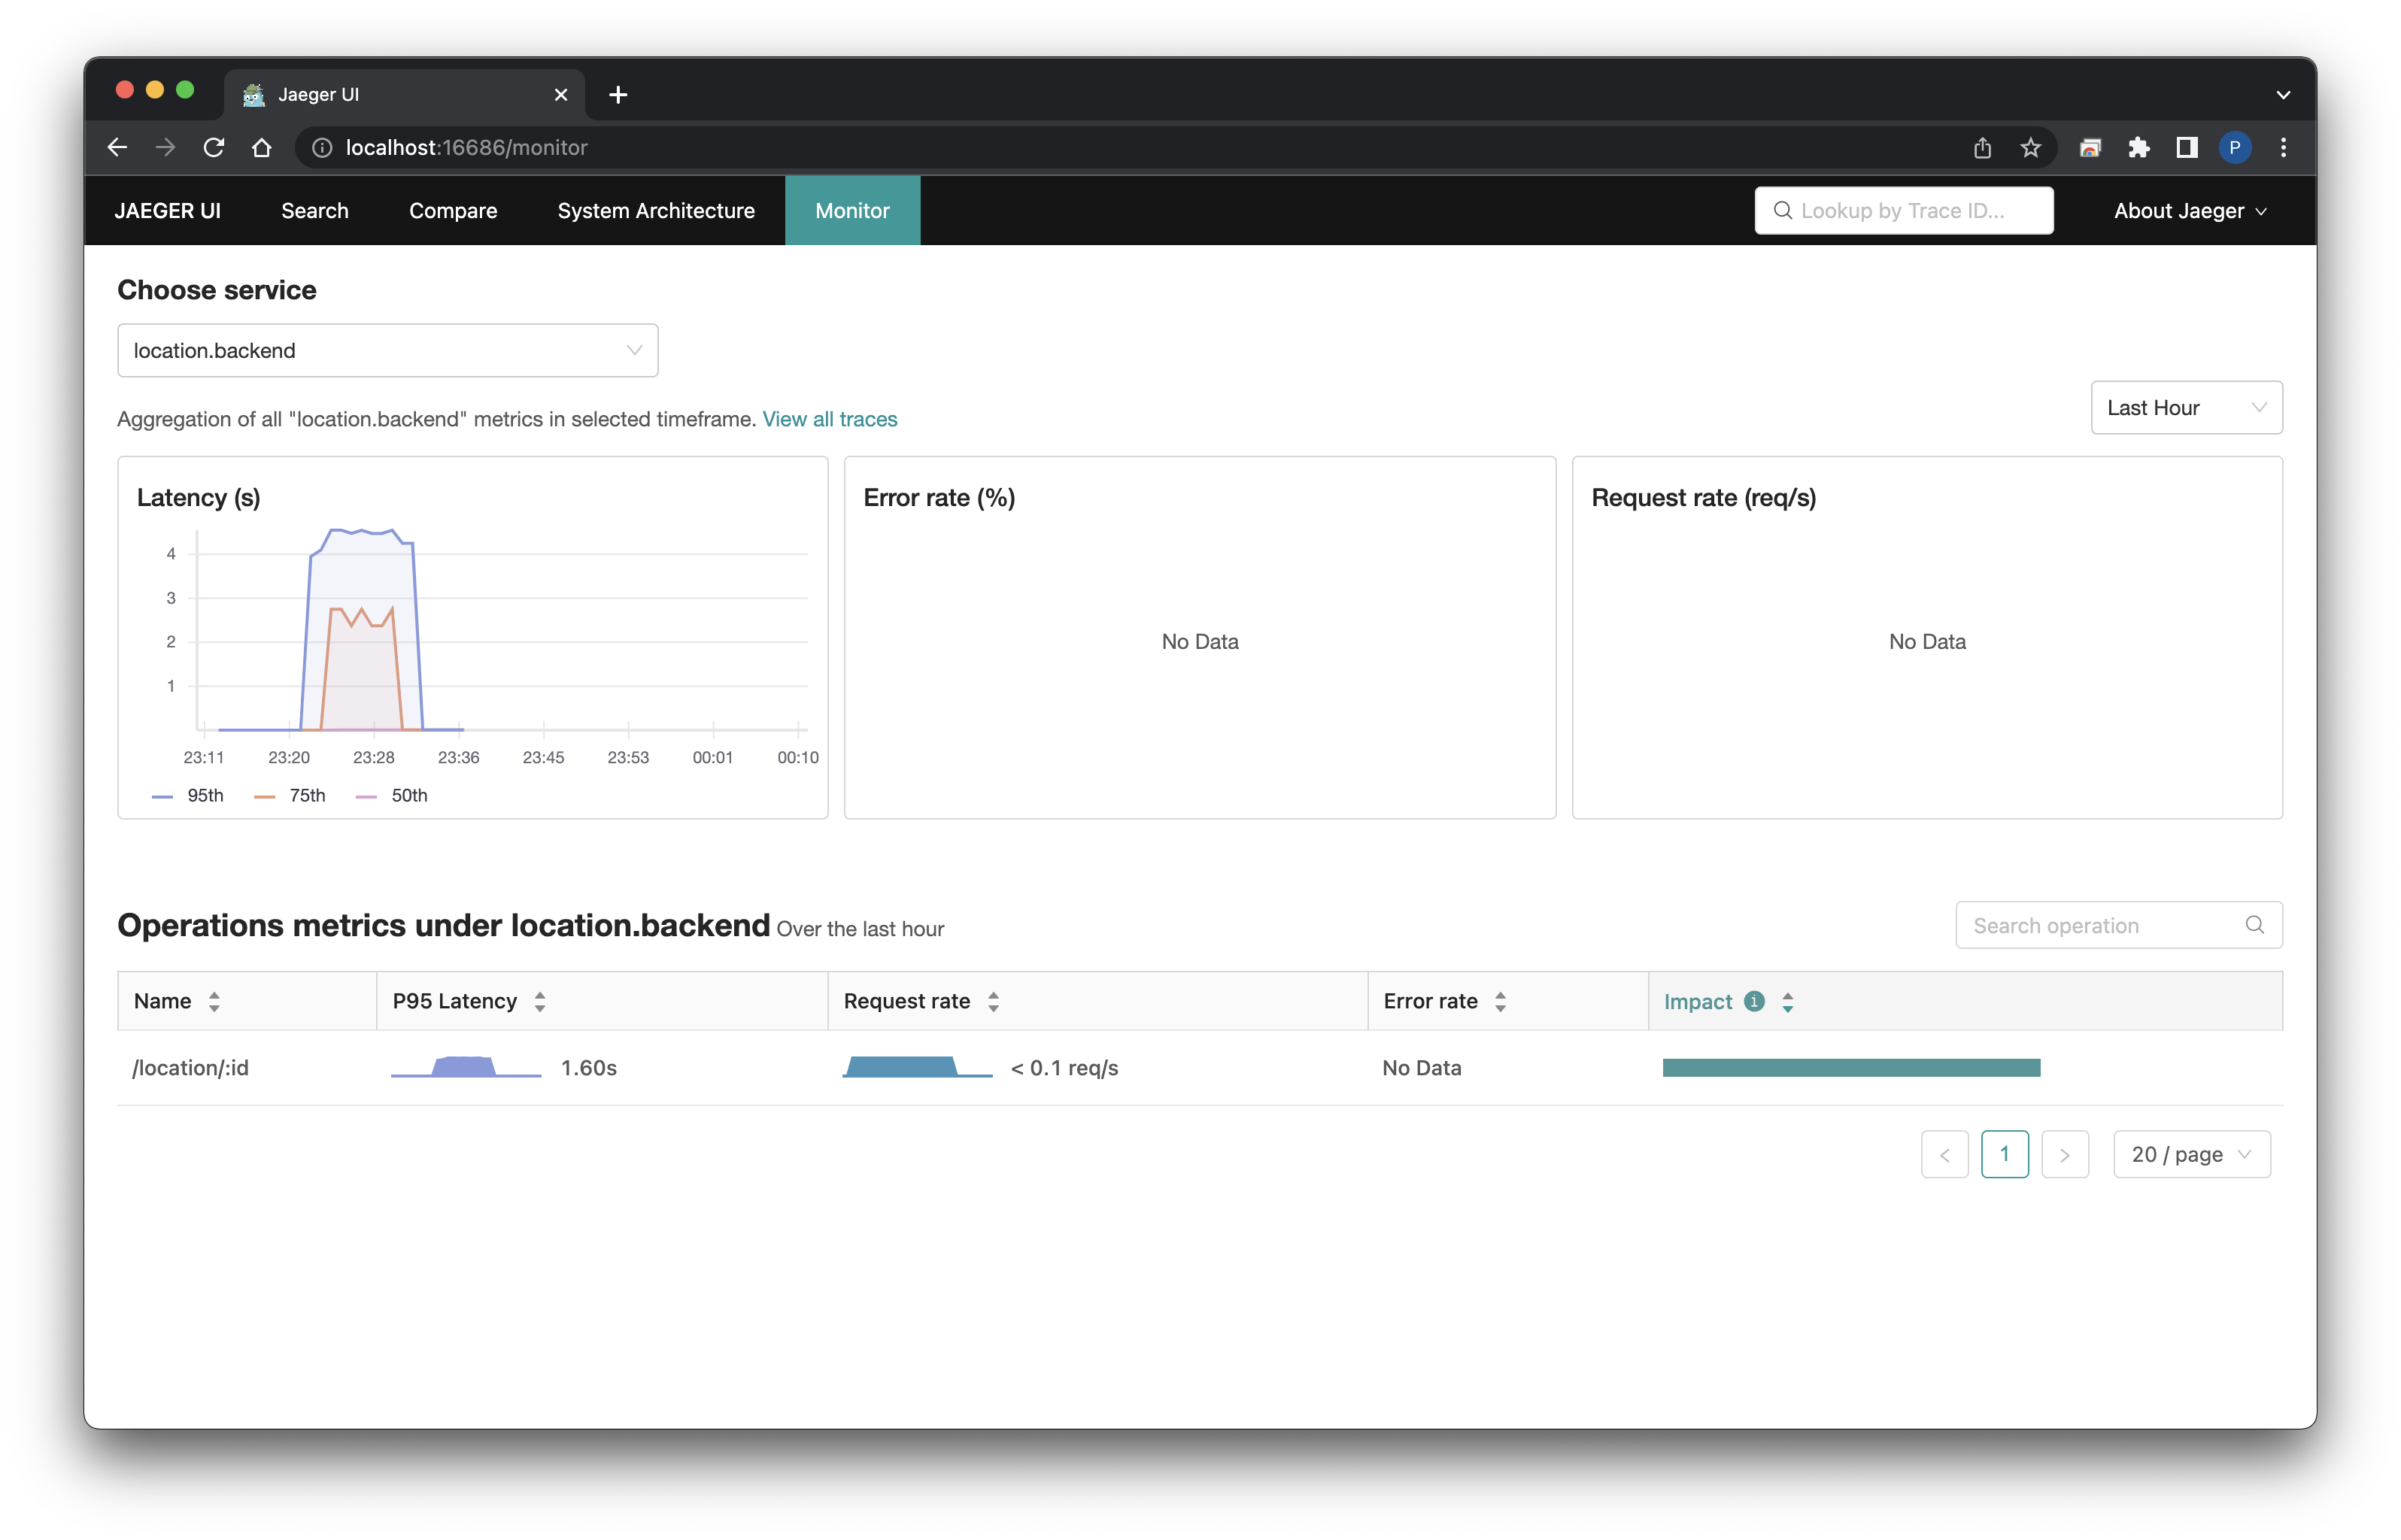 Jaeger UI
localhost:16686/monitor
P
JAEGER UI Search Compare System Architecture Monitor Lookup by Trace ID... About Jaeger
Choose service
location.backend
Aggregation of all "location.backend" metrics in selected timeframe. View all traces
Last Hour
Latency (s)
4
3
2
1
23:11 23:20 23:28 23:36 23:45 23:53 00:01 00:10
95th 75th 50th
Error rate (%)
No Data
Request rate (req/s)
No Data
Operations metrics under location.backend Over the last hour
Search operation
Name P95 Latency Request rate Error rate Impact
/location/:id 1.60s < 0.1 req/s No Data
< 1 > 20 / page